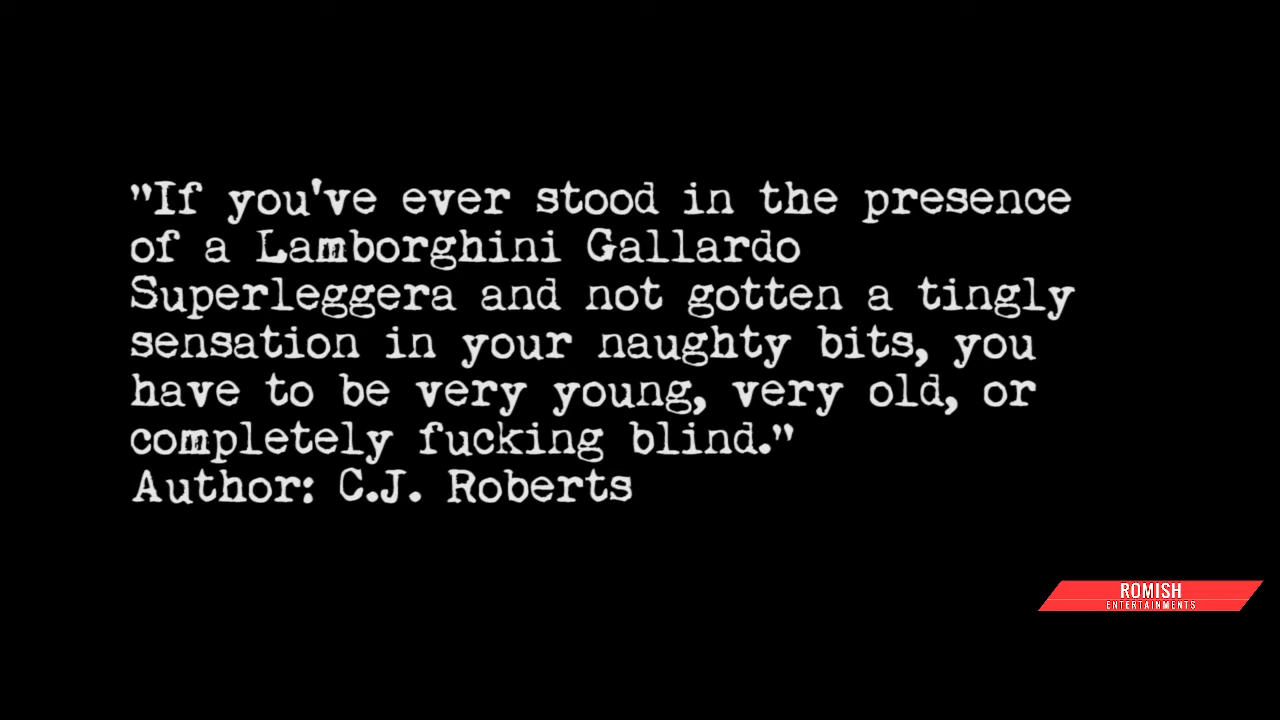 "If you've ever stood in the presence
of a Lamborghini Gallardo
Superleggera and not gotten a tingly
sensation in your naughty bits, you
have to be very young, very old, or
completely fucking blind."
Author: C.J. Roberts
ROMISH
ENTERTAINMENTS